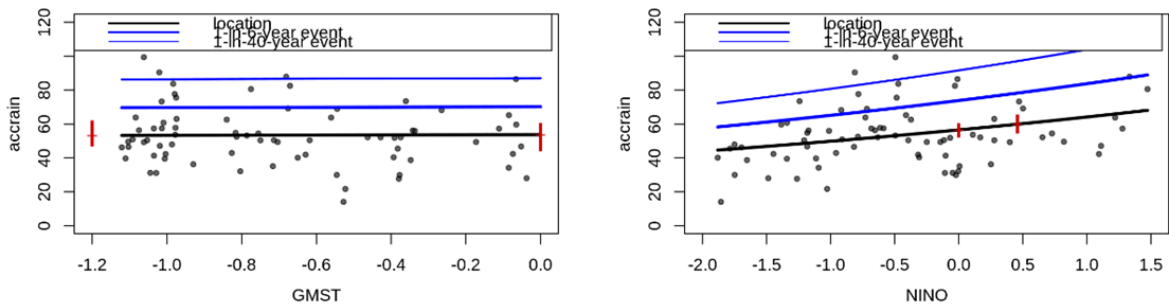 120
80
60
40
20
0
accrain
location
1-in-6-year event
1-in-40-year event
-1.2 -1.0 -0.8 -0.6 -0.4 -0.2 0.0
GMST
120
80
60
40
20
0
accrain
location
1-in-6-year event
1-in-40-year event
-2.0 -1.5 -1.0 -0.5 0.0 0.5 1.0 1.5
NINO